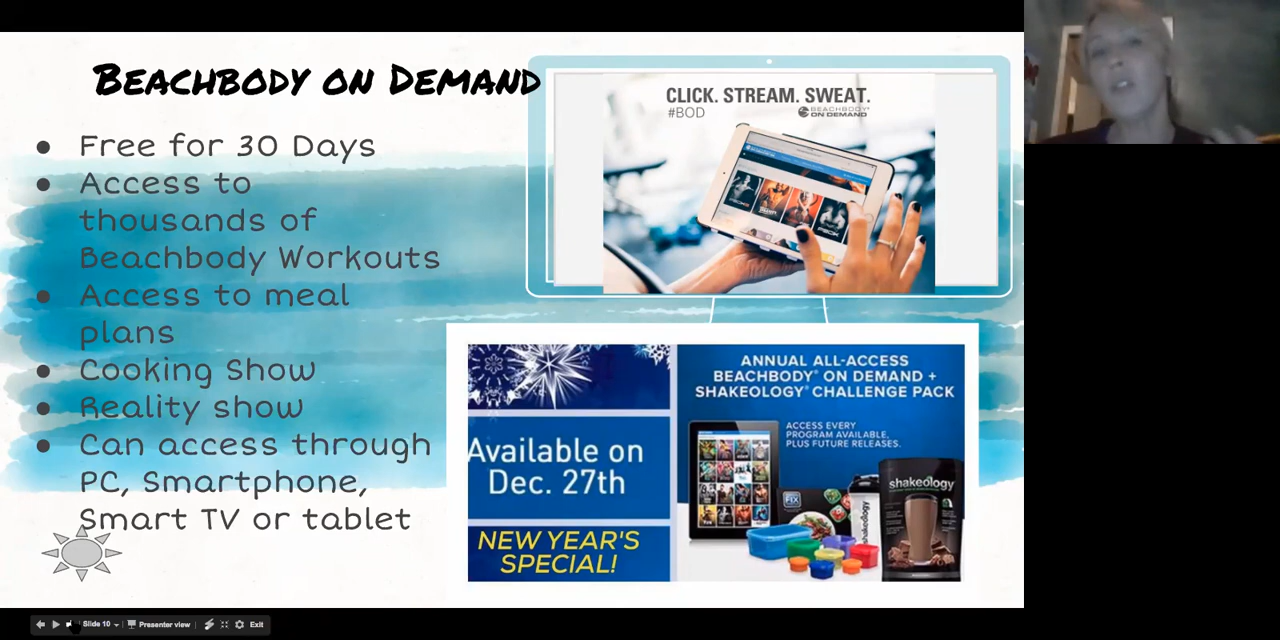 Beachbody on Demand
● Free for 30 Days
● Access to
thousands of
Beachbody Workouts
● Access to meal
plans
● Cooking Show
● Reality show
● Can access through
PC, Smartphone,
Smart TV or tablet
CLICK. STREAM. SWEAT.
#BOD
BEACHBODY
ON DEMAND
ANNUAL ALL-ACCESS
BEACHBODY® ON DEMAND +
SHAKEOLOGY® CHALLENGE PACK
ACCESS EVERY
PROGRAM AVAILABLE,
PLUS FUTURE RELEASES.
Available on
Dec. 27th
NEW YEAR'S
SPECIAL!
FIX
shakeology
shakeology
Slide 10
Presenter view
Exit